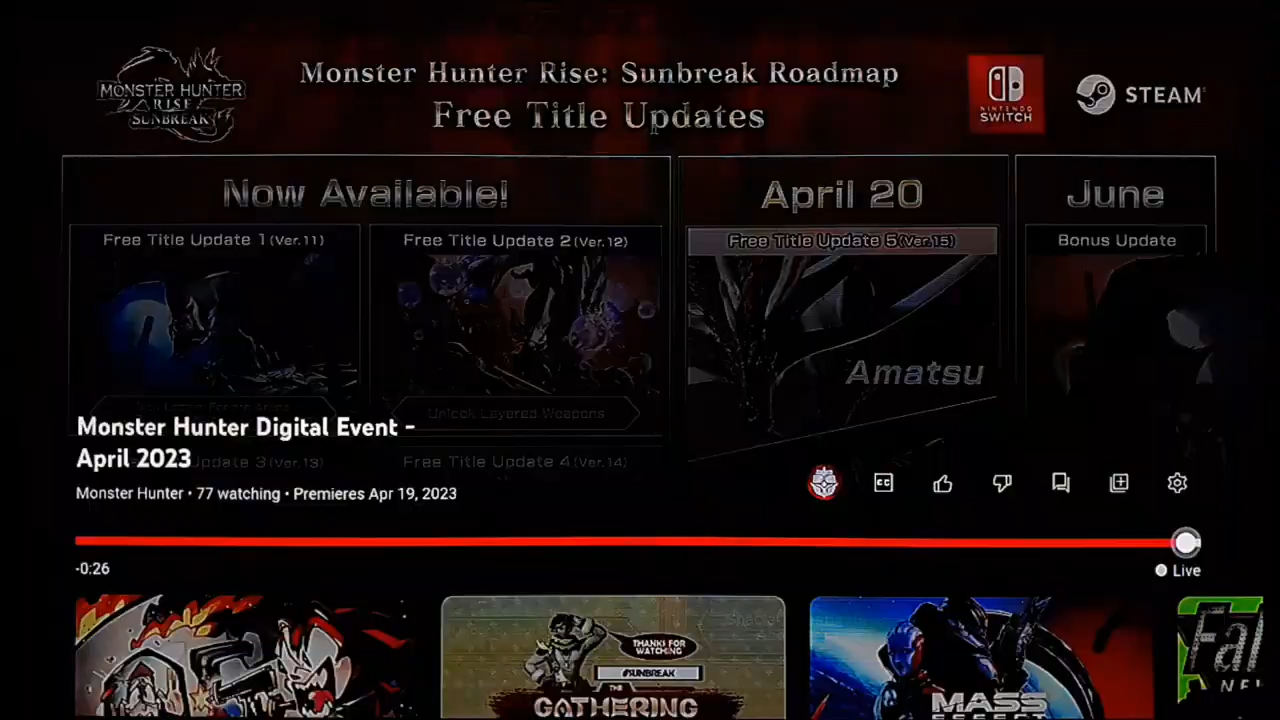 MONSTER HUNTER
RISE
SUNBREAK
Monster Hunter Rise: Sunbreak Roadmap
Free Title Updates
NINTENDO
SWITCH
STEAM
Now Available!
April 20
June
Free Title Update 1 (Ver.11)
Free Title Update 2 (Ver.12)
Free Title Update 5 (Ver.15)
Bonus Update
Amatsu
Unlock Layered Weapons
Monster Hunter Digital Event -
April 2023
Update 3 (Ver.13)
Free Title Update 4 (Ver.14)
Monster Hunter • 77 watching • Premieres Apr 19, 2023
CC
-0:26
Live
THANKS FOR
WATCHING
#SUNBREAK
THE
GATHERING
MASS
Fal